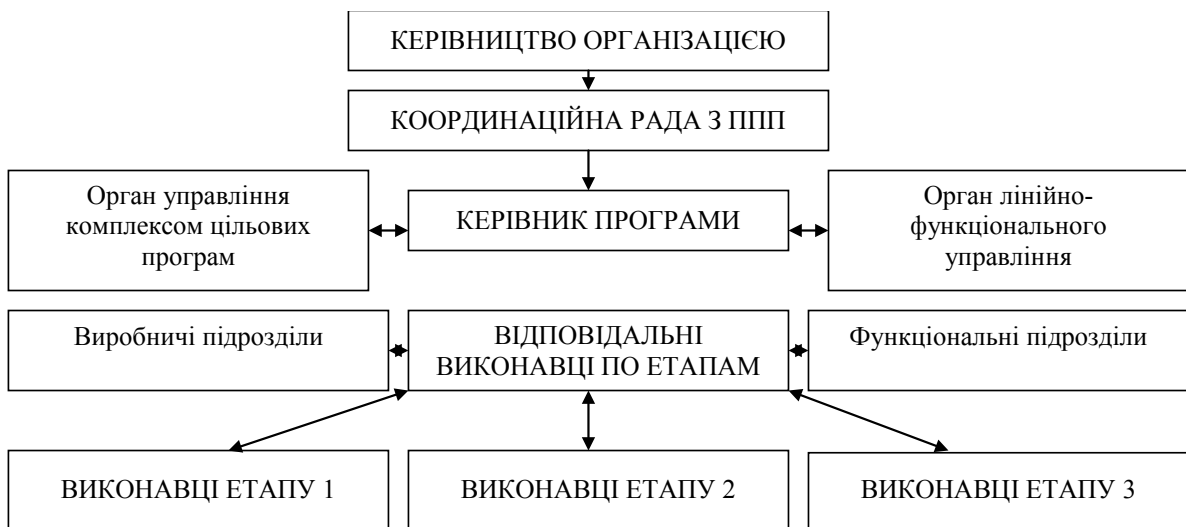 КЕРІВНИЦТВО ОРГАНІЗАЦІЄЮ
КООРДИНАЦІЙНА РАДА З ППП
Орган управління
комплексом цільових
програм
КЕРІВНИК ПРОГРАМИ
Орган лінійно-
функціонального
управління
Виробничі підрозділи
ВІДПОВІДАЛЬНІ
ВИКОНАВЦІ ПО ЕТАПАМ
Функціональні підрозділи
ВИКОНАВЦІ ЕТАПУ 1
ВИКОНАВЦІ ЕТАПУ 2
ВИКОНАВЦІ ЕТАПУ 3